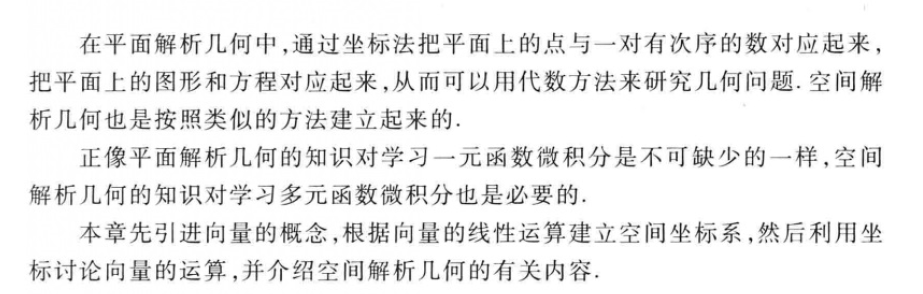 在平面解析几何中,通过坐标法把平面上的点与一对有次序的数对应起来,
把平面上的图形和方程对应起来,从而可以用代数方法来研究几何问题.空间解
析几何也是按照类似的方法建立起来的.
正像平面解析几何的知识对学习一元函数微积分是不可缺少的一样,空间
解析几何的知识对学习多元函数微积分也是必要的.
本章先引进向量的概念,根据向量的线性运算建立空间坐标系,然后利用坐
标讨论向量的运算,并介绍空间解析几何的有关内容.